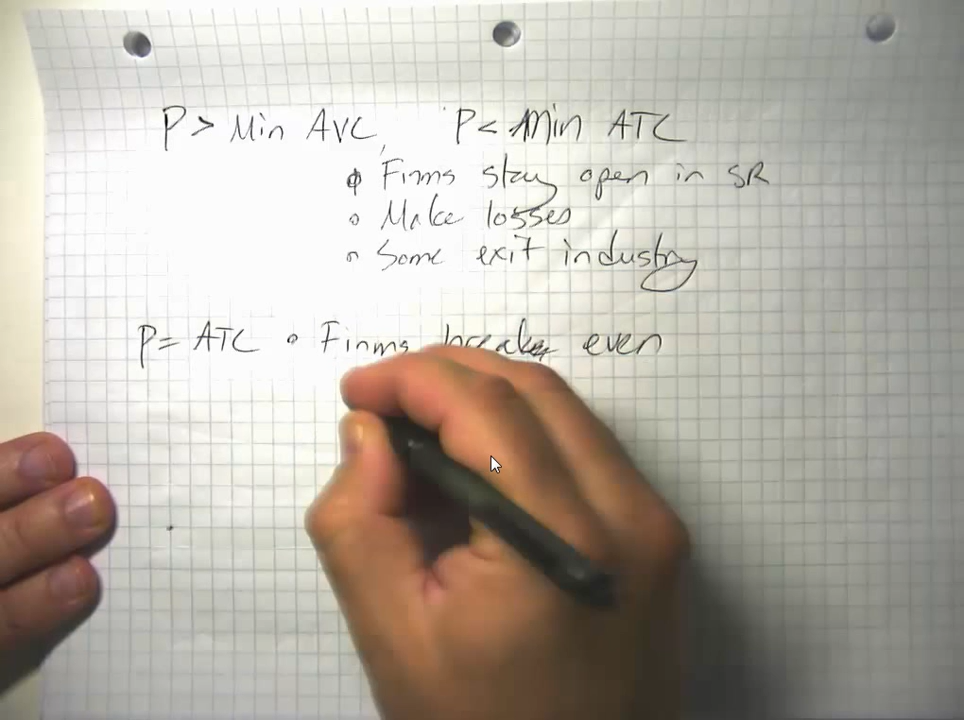 P > Min AVC, P < Min ATC
Firms stay open in SR
Make losses
Some exit industry
P = ATC Firms break even